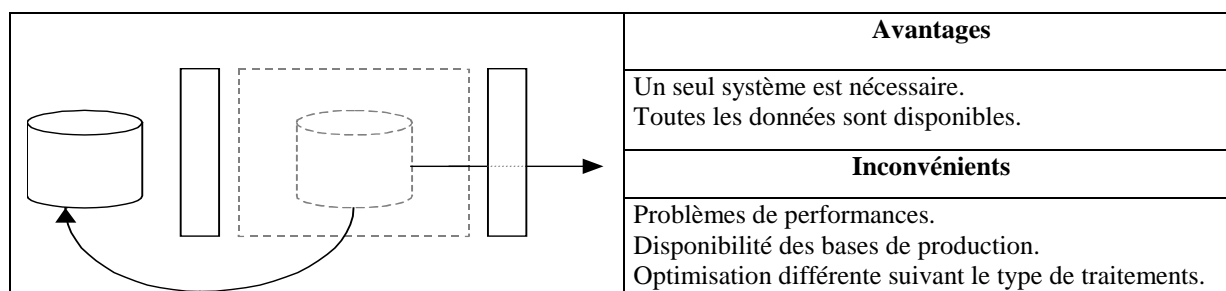 Avantages
Un seul système est nécessaire.
Toutes les données sont disponibles.
Inconvénients
Problèmes de performances.
Disponibilité des bases de production.
Optimisation différente suivant le type de traitements.